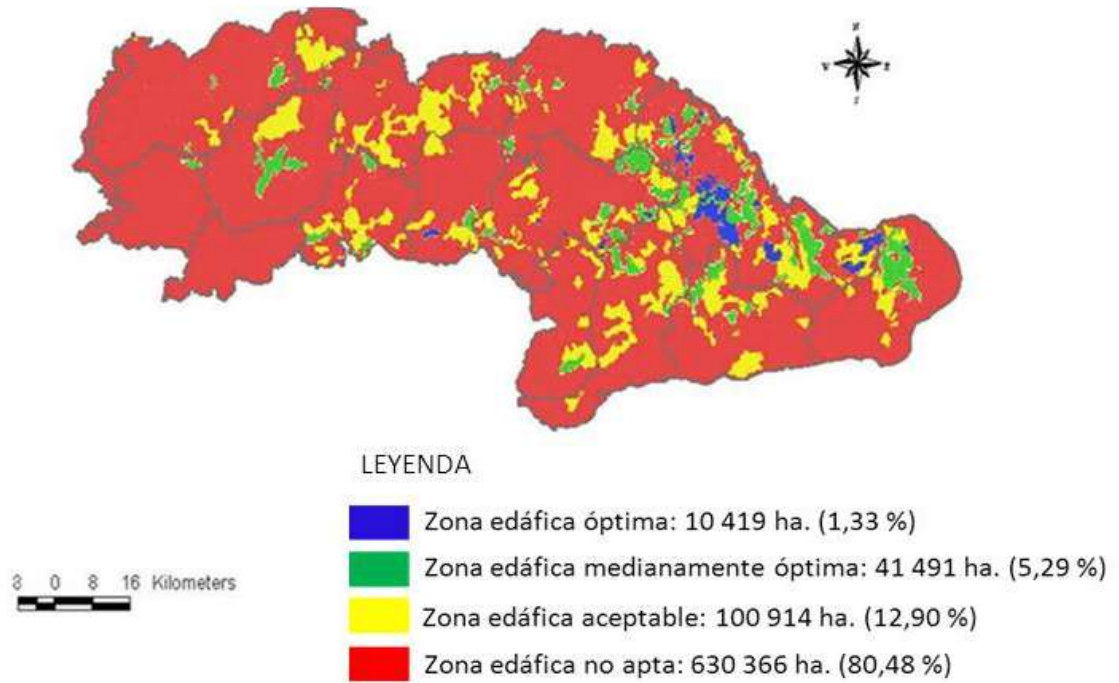 N
LEYENDA
Zona edáfica óptima: 10 419 ha. (1,33 %)
Zona edáfica medianamente óptima: 41 491 ha. (5,29 %)
8 0 8 16 Kilometers
Zona edáfica aceptable: 100 914 ha. (12,90 %)
Zona edáfica no apta: 630 366 ha. (80,48 %)